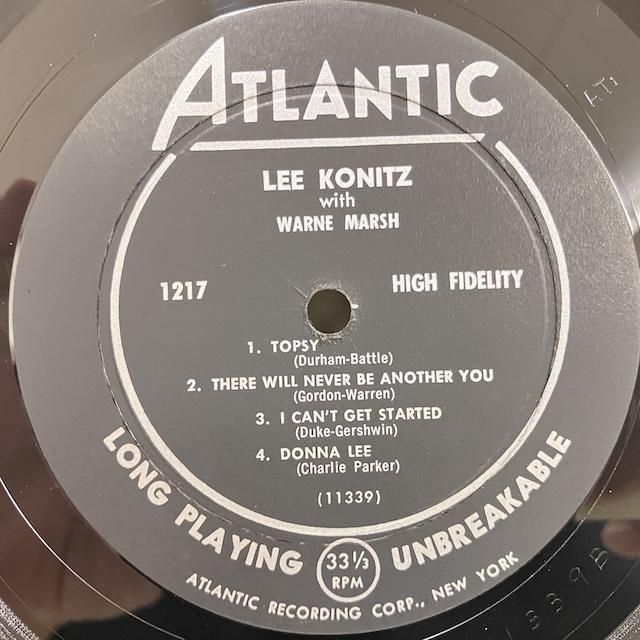 ATLANTIC
LEE KONITZ
with
WARNE MARSH
1217 HIGH FIDELITY
1. TOPSY
(Durham-Battle)
2. THERE WILL NEVER BE ANOTHER YOU
(Gordon-Warren)
3. I CAN'T GET STARTED
(Duke-Gershwin)
4. DONNA LEE
(Charlie Parker)
(11339)
LONG PLAYING 33 1/3 RPM UNBREAKABLE
ATLANTIC RECORDING CORP., NEW YORK